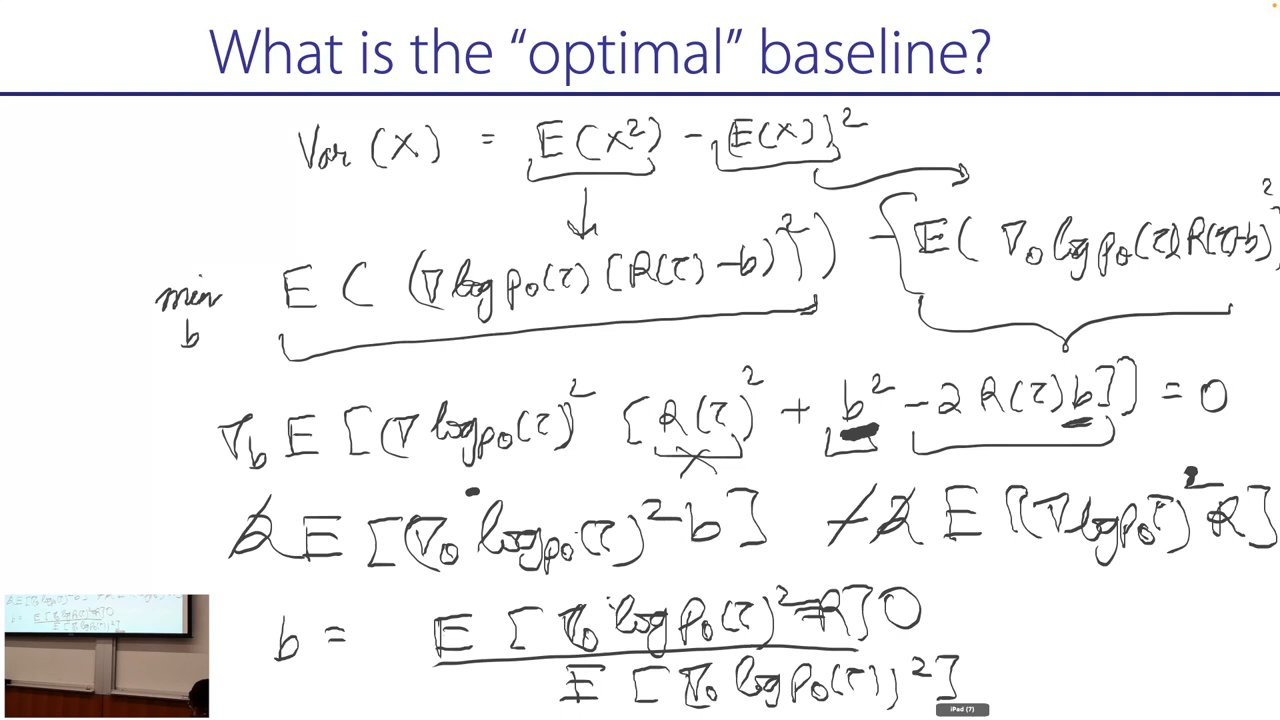 What is the “optimal” baseline?
Var (X) = E(X²) - E(X))²
min b E ( (∇ log pθ(τ) [R(τ) - b)²) ) - [E( ∇θ log pθ(τ) R(τ)-b)²
∇b E [(∇ log pθ(τ)² [R(τ)² + b² - 2 R(τ) b]] = 0
2 E [(∇θ log pθ(τ)² b] - 2 E [(∇ log pθ τ)² R]
b = E [ ∇θ log pθ(τ)² R] = 0
E [∇θ log pθ(τ))²]
iPad (7)